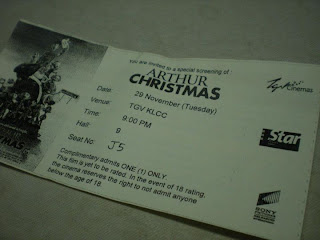 You are invited to a special screening of :
ARTHUR
CHRISTMAS
Date: 29 November (Tuesday)
Venue: TGV KLCC
Time: 9.00 PM
Hall: 9
Seat No: J5
Complimentary admits ONE (1) ONLY
This film is yet to be rated. In the event of 18 rating,
the cinema reserves the right to not admit anyone
below the age of 18.
TGV Cinemas
Star
SONY